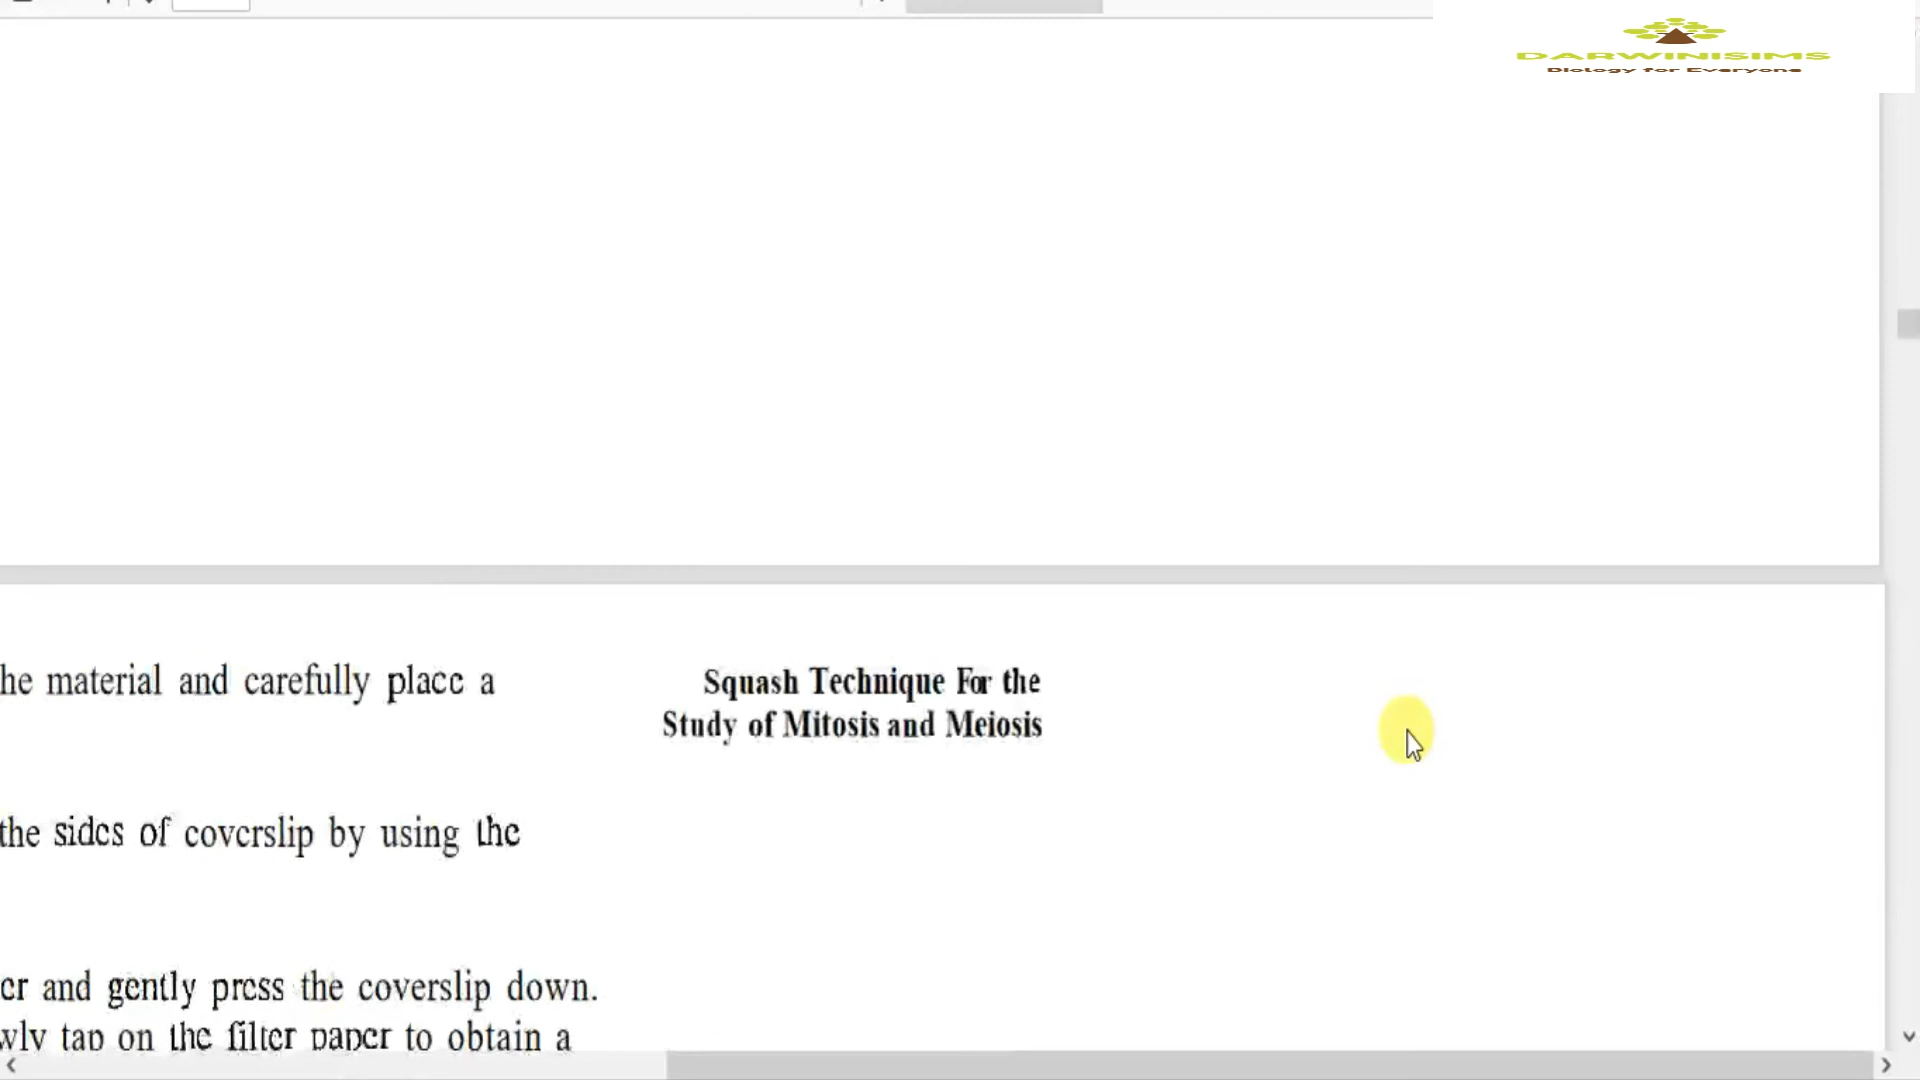 DARWINISIMS
Biology for Everyone
he material and carefully place a
Squash Technique For the
Study of Mitosis and Meiosis
the sides of coverslip by using the
er and gently press the coverslip down.
wly tap on the filter paper to obtain a